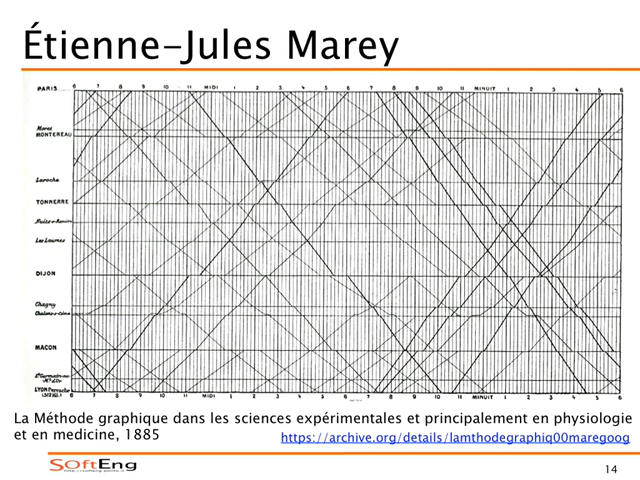 Étienne-Jules Marey
PARIS
6 7 8 9 10 11 MIDI 1 2 3 4 5 6 7 8 9 10 11 MINUIT 1 2 3 4 5 6
Moret
MONTEREAU
Laroche
TONNERRE
Les Laumes
DIJON
Chagny
MACON
LYON Perrache
6 7 8 9 10 11 MIDI 1 2 3 4 5 6 7 8 9 10 11 MINUIT 1 2 3 4 5 6
La Méthode graphique dans les sciences expérimentales et principalement en physiologie
et en medicine, 1885
https://archive.org/details/lamthodegraphiq00maregoog
SOftEng
14